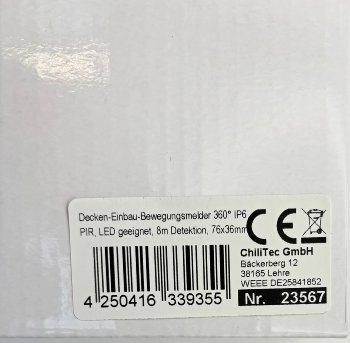 Decken-Einbau-Bewegungsmelder 360° IP6
PIR, LED geeignet, 8m Detektion, 76x36mm
CE
ChiliTec GmbH
Bäckerberg 12
38165 Lehre
WEEE DE25841852
Nr. 23567
4 250416 339355